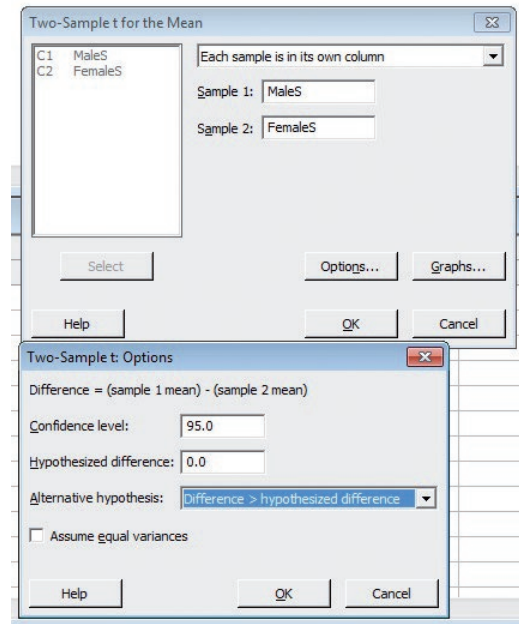 Two-Sample t for the Mean
C1 MaleS
C2 FemaleS
Each sample is in its own column
Sample 1: MaleS
Sample 2: FemaleS
Select
Options...
Graphs...
Help
OK
Cancel
Two-Sample t: Options
Difference = (sample 1 mean) - (sample 2 mean)
Confidence level: 95.0
Hypothesized difference: 0.0
Alternative hypothesis: Difference > hypothesized difference
Assume equal variances
Help
OK
Cancel